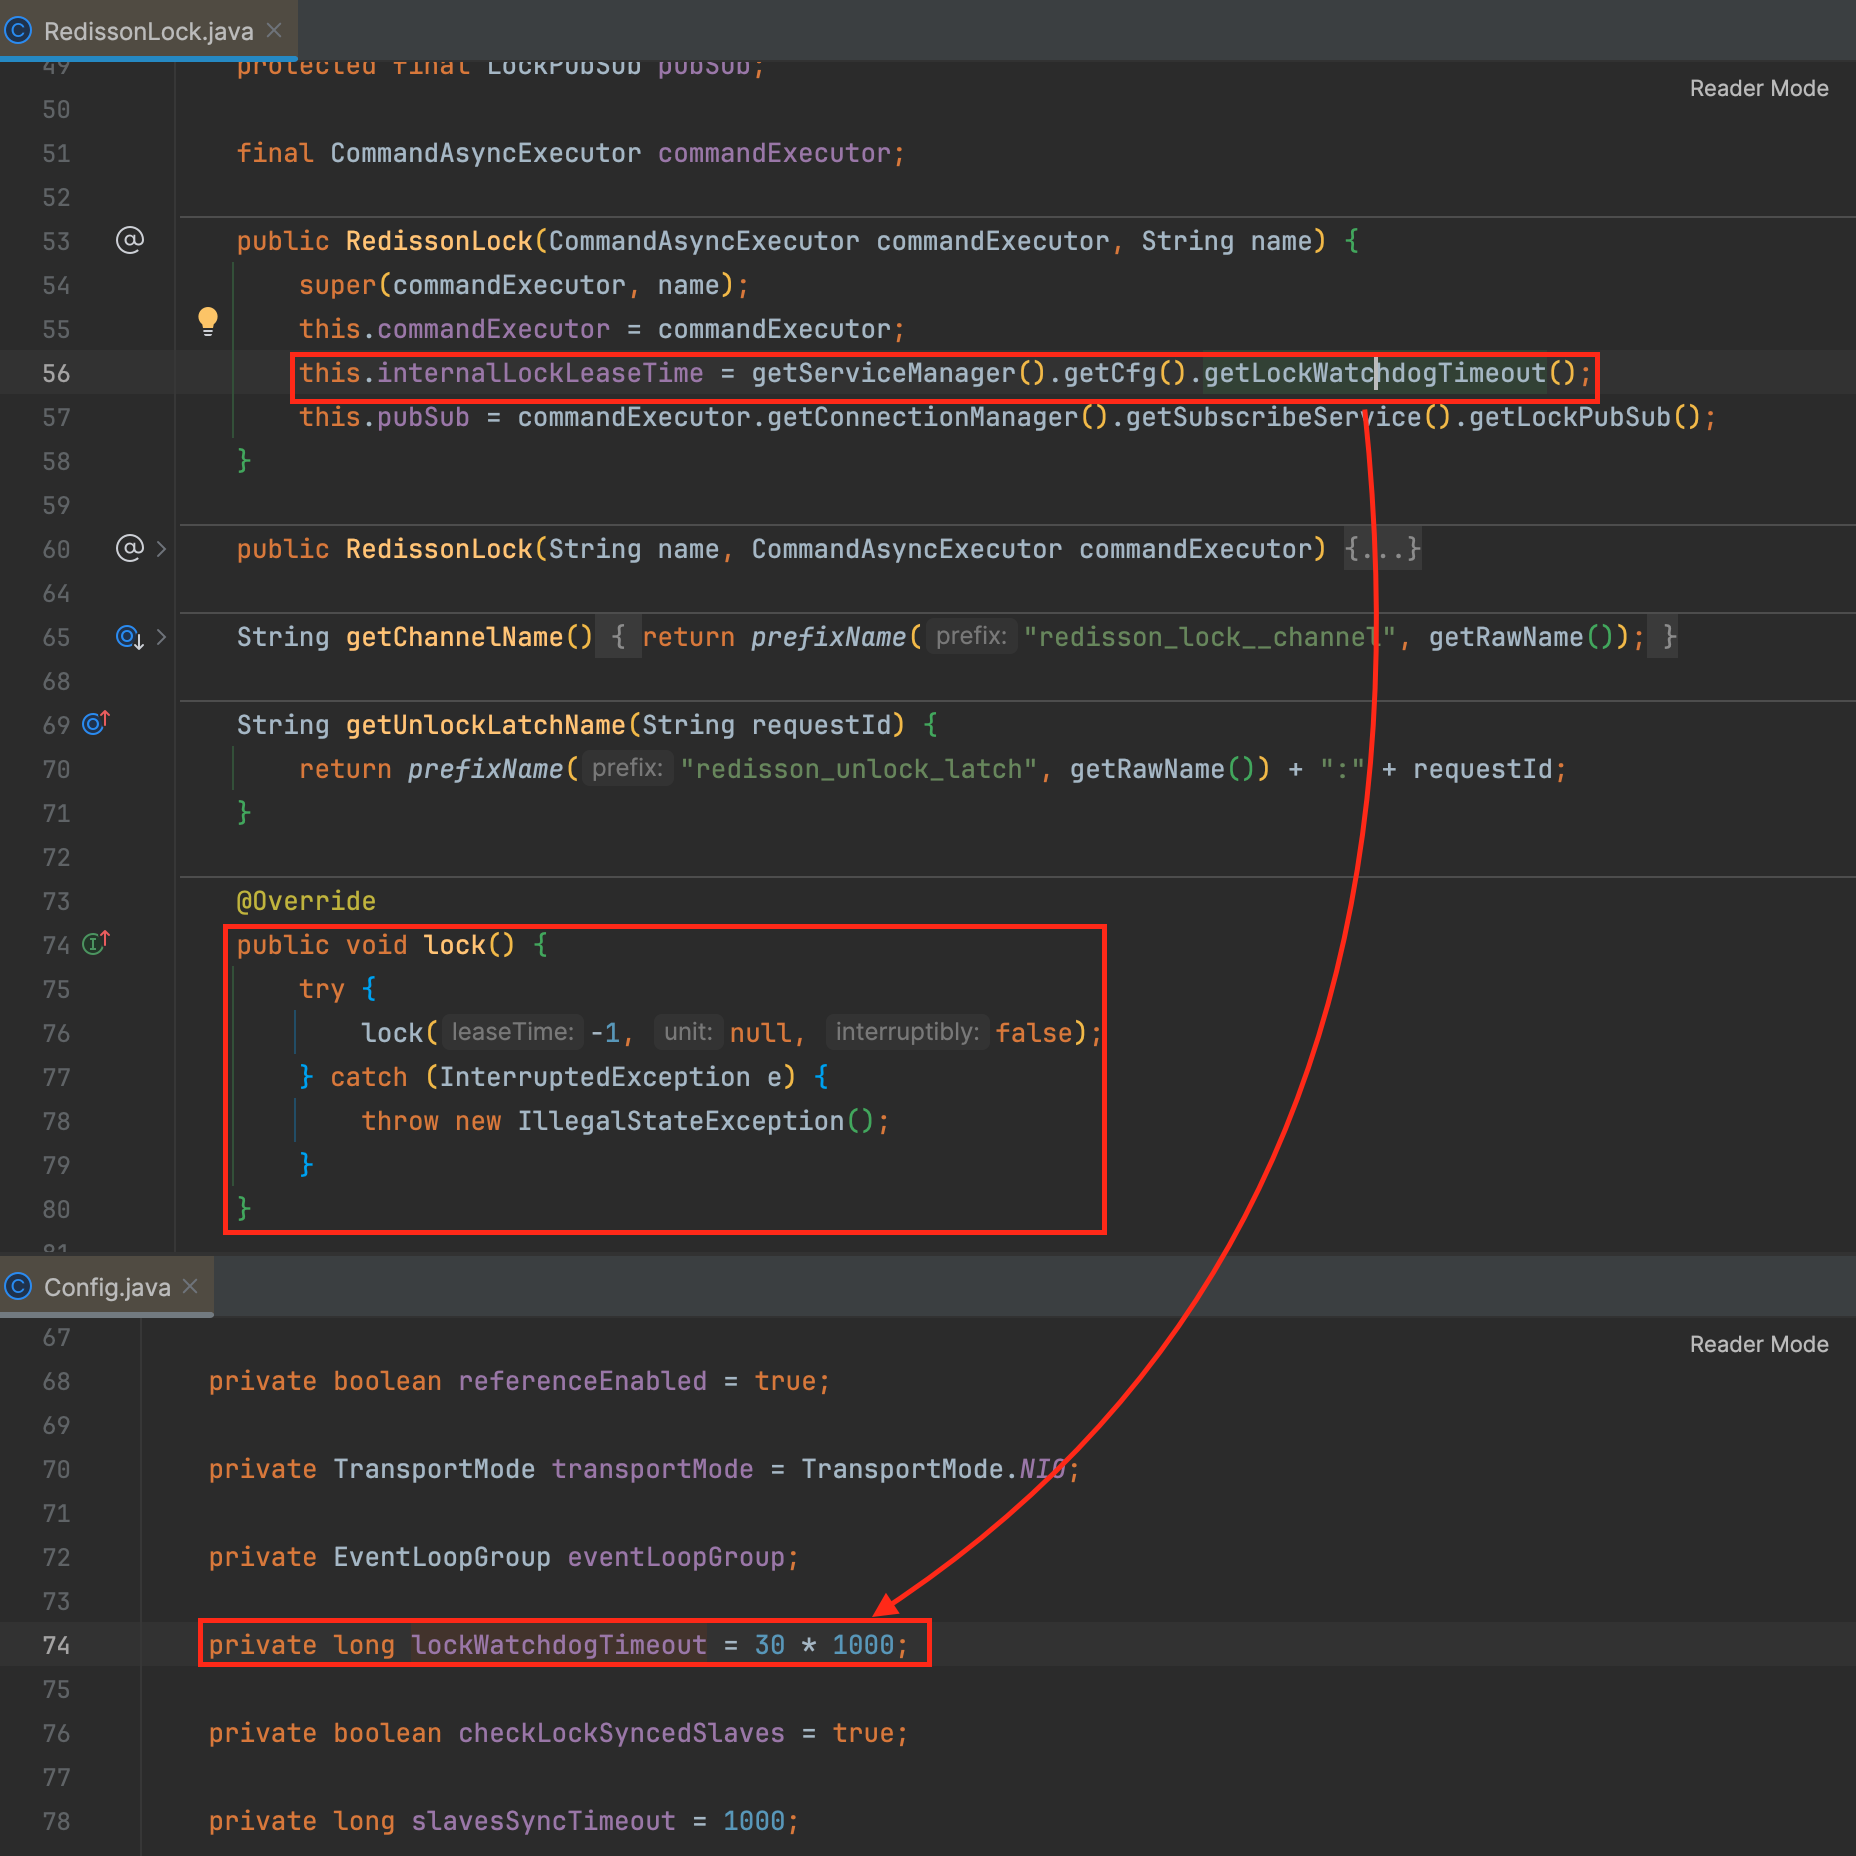 RedissonLock.java
49 protected final LockPubSub pubSub;
Reader Mode
50
51 final CommandAsyncExecutor commandExecutor;
52
53 public RedissonLock(CommandAsyncExecutor commandExecutor, String name) {
54 super(commandExecutor, name);
55 this.commandExecutor = commandExecutor;
56 this.internalLockLeaseTime = getServiceManager().getCfg().getLockWatchdogTimeout();
57 this.pubSub = commandExecutor.getConnectionManager().getSubscribeService().getLockPubSub();
58 }
59
60 public RedissonLock(String name, CommandAsyncExecutor commandExecutor) {...}
64
65 String getChannelName() { return prefixName( prefix: "redisson_lock__channel", getRawName()); }
68
69 String getUnlockLatchName(String requestId) {
70 return prefixName( prefix: "redisson_unlock_latch", getRawName()) + ":" + requestId;
71 }
72
73 @Override
74 public void lock() {
75 try {
76 lock( leaseTime: -1, unit: null, interruptibly: false);
77 } catch (InterruptedException e) {
78 throw new IllegalStateException();
79 }
80 }
81
Config.java
67
Reader Mode
68 private boolean referenceEnabled = true;
69
70 private TransportMode transportMode = TransportMode.NIO;
71
72 private EventLoopGroup eventLoopGroup;
73
74 private long lockWatchdogTimeout = 30 * 1000;
75
76 private boolean checkLockSyncedSlaves = true;
77
78 private long slavesSyncTimeout = 1000;